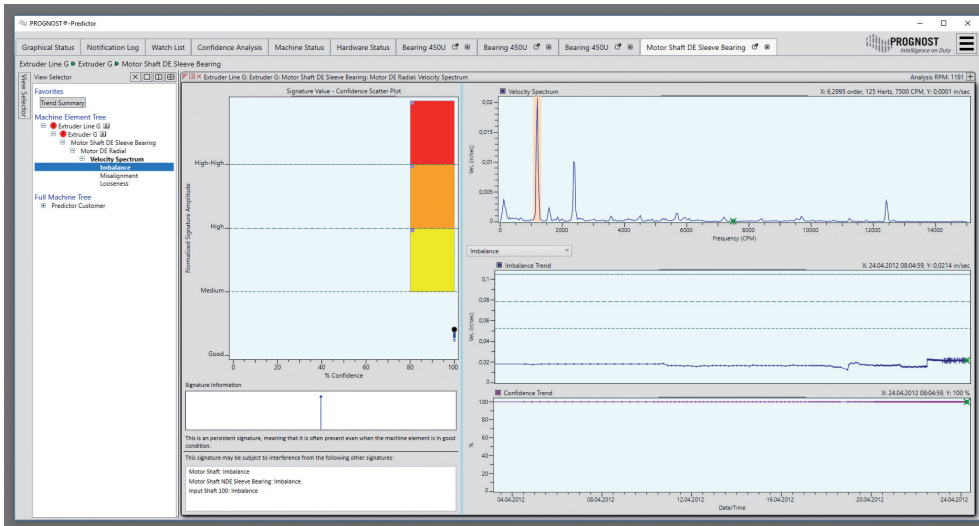 PROGNOST®-Predictor
Graphical Status
Notification Log
Watch List
Confidence Analysis
Machine Status
Hardware Status
Bearing 450U
Bearing 450U
Bearing 450U
Motor Shaft DE Sleeve Bearing
PROGNOST
Intelligence on Duty
Extruder Line G Extruder G Motor Shaft DE Sleeve Bearing
View Selector
View Selector
Favorites
Trend Summary
Machine Element Tree
Extruder Line G
Extruder G
Motor Shaft DE Sleeve Bearing
Motor DE Radial
Velocity Spectrum
Imbalance
Misalignment
Looseness
Full Machine Tree
Predictor Customer
Extruder Line G: Extruder G: Motor Shaft DE Sleeve Bearing: Motor DE Radial: Velocity Spectrum
Analysis RPM: 1191
Signature Value - Confidence Scatter Plot
Normalized Signature Amplitude
High-High
High
Medium
Good
0 20 40 60 80 100
% Confidence
Signature Information
This is an persistent signature, meaning that it is often present even when the machine element is in good
condition.
This signature may be subject to interference from the following other signatures:
Motor Shaft: Imbalance
Motor Shaft NDE Sleeve Bearing: Imbalance
Input Shaft 100: Imbalance
Velocity Spectrum
X: 6,2995 order, 125 Hertz, 7500 CPM, Y: 0,0001 in/sec
Vel. (in/sec)
0,02
0,015
0,01
0,005
0
0 2000 4000 6000 8000 10000 12000 14000
Frequency (CPM)
Imbalance
Imbalance Trend
X: 24.04.2012 08:04:59, Y: 0,0214 in/sec
Vel. (in/sec)
0,1
0,08
0,06
0,04
0,02
0
Confidence Trend
X: 24.04.2012 08:04:59, Y: 100 %
%
100
80
60
40
20
0
04.04.2012 08.04.2012 12.04.2012 16.04.2012 20.04.2012 24.04.2012
Date/Time